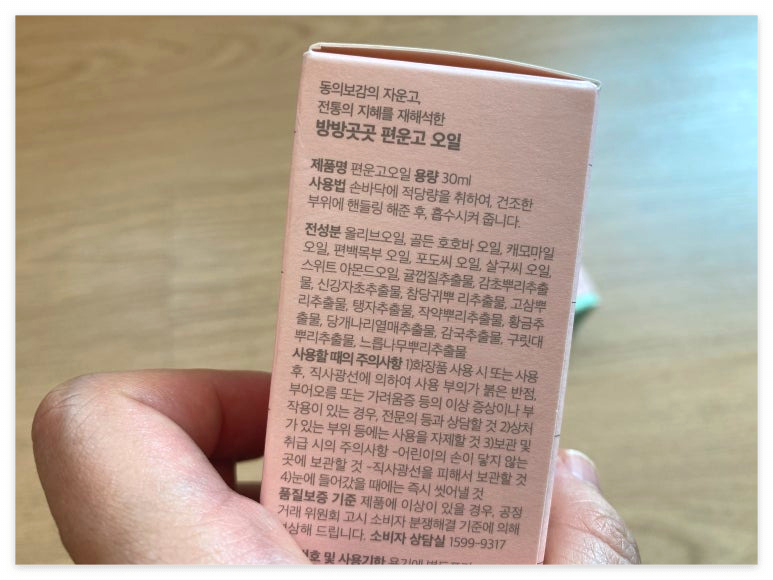 동의보감의 자운고,
전통의 지혜를 재해석한
방방곳곳 편운고 오일
제품명 편운고오일 용량 30ml
사용법 손바닥에 적당량을 취하여, 건조한
부위에 핸들링 해준 후, 흡수시켜 줍니다.
전성분 올리브오일, 골든 호호바 오일, 캐모마일
오일, 편백목부 오일, 포도씨 오일, 살구씨 오일,
스위트 아몬드오일, 귤껍질추출물, 감초뿌리추출
물, 신강자초추출물, 참당귀뿌 리추출물, 고삼뿌
리추출물, 탱자추출물, 작약뿌리추출물, 황금추
출물, 당개나리열매추출물, 감국추출물, 구릿대
뿌리추출물, 느릅나무뿌리추출물
사용할 때의 주의사항 1)화장품 사용 시 또는 사용
후, 직사광선에 의하여 사용 부의가 붉은 반점,
부어오름 또는 가려움증 등의 이상 증상이나 부
작용이 있는 경우, 전문의 등과 상담할 것 2)상처
가 있는 부위 등에는 사용을 자제할 것 3)보관 및
취급 시의 주의사항 -어린이의 손이 닿지 않는
곳에 보관할 것 -직사광선을 피해서 보관할 것
4)눈에 들어갔을 때에는 즉시 씻어낼 것
품질보증 기준 제품에 이상이 있을 경우, 공정
거래 위원회 고시 소비자 분쟁해결 기준에 의해
보상해 드립니다. 소비자 상담실 1599-9317
및 사용기한